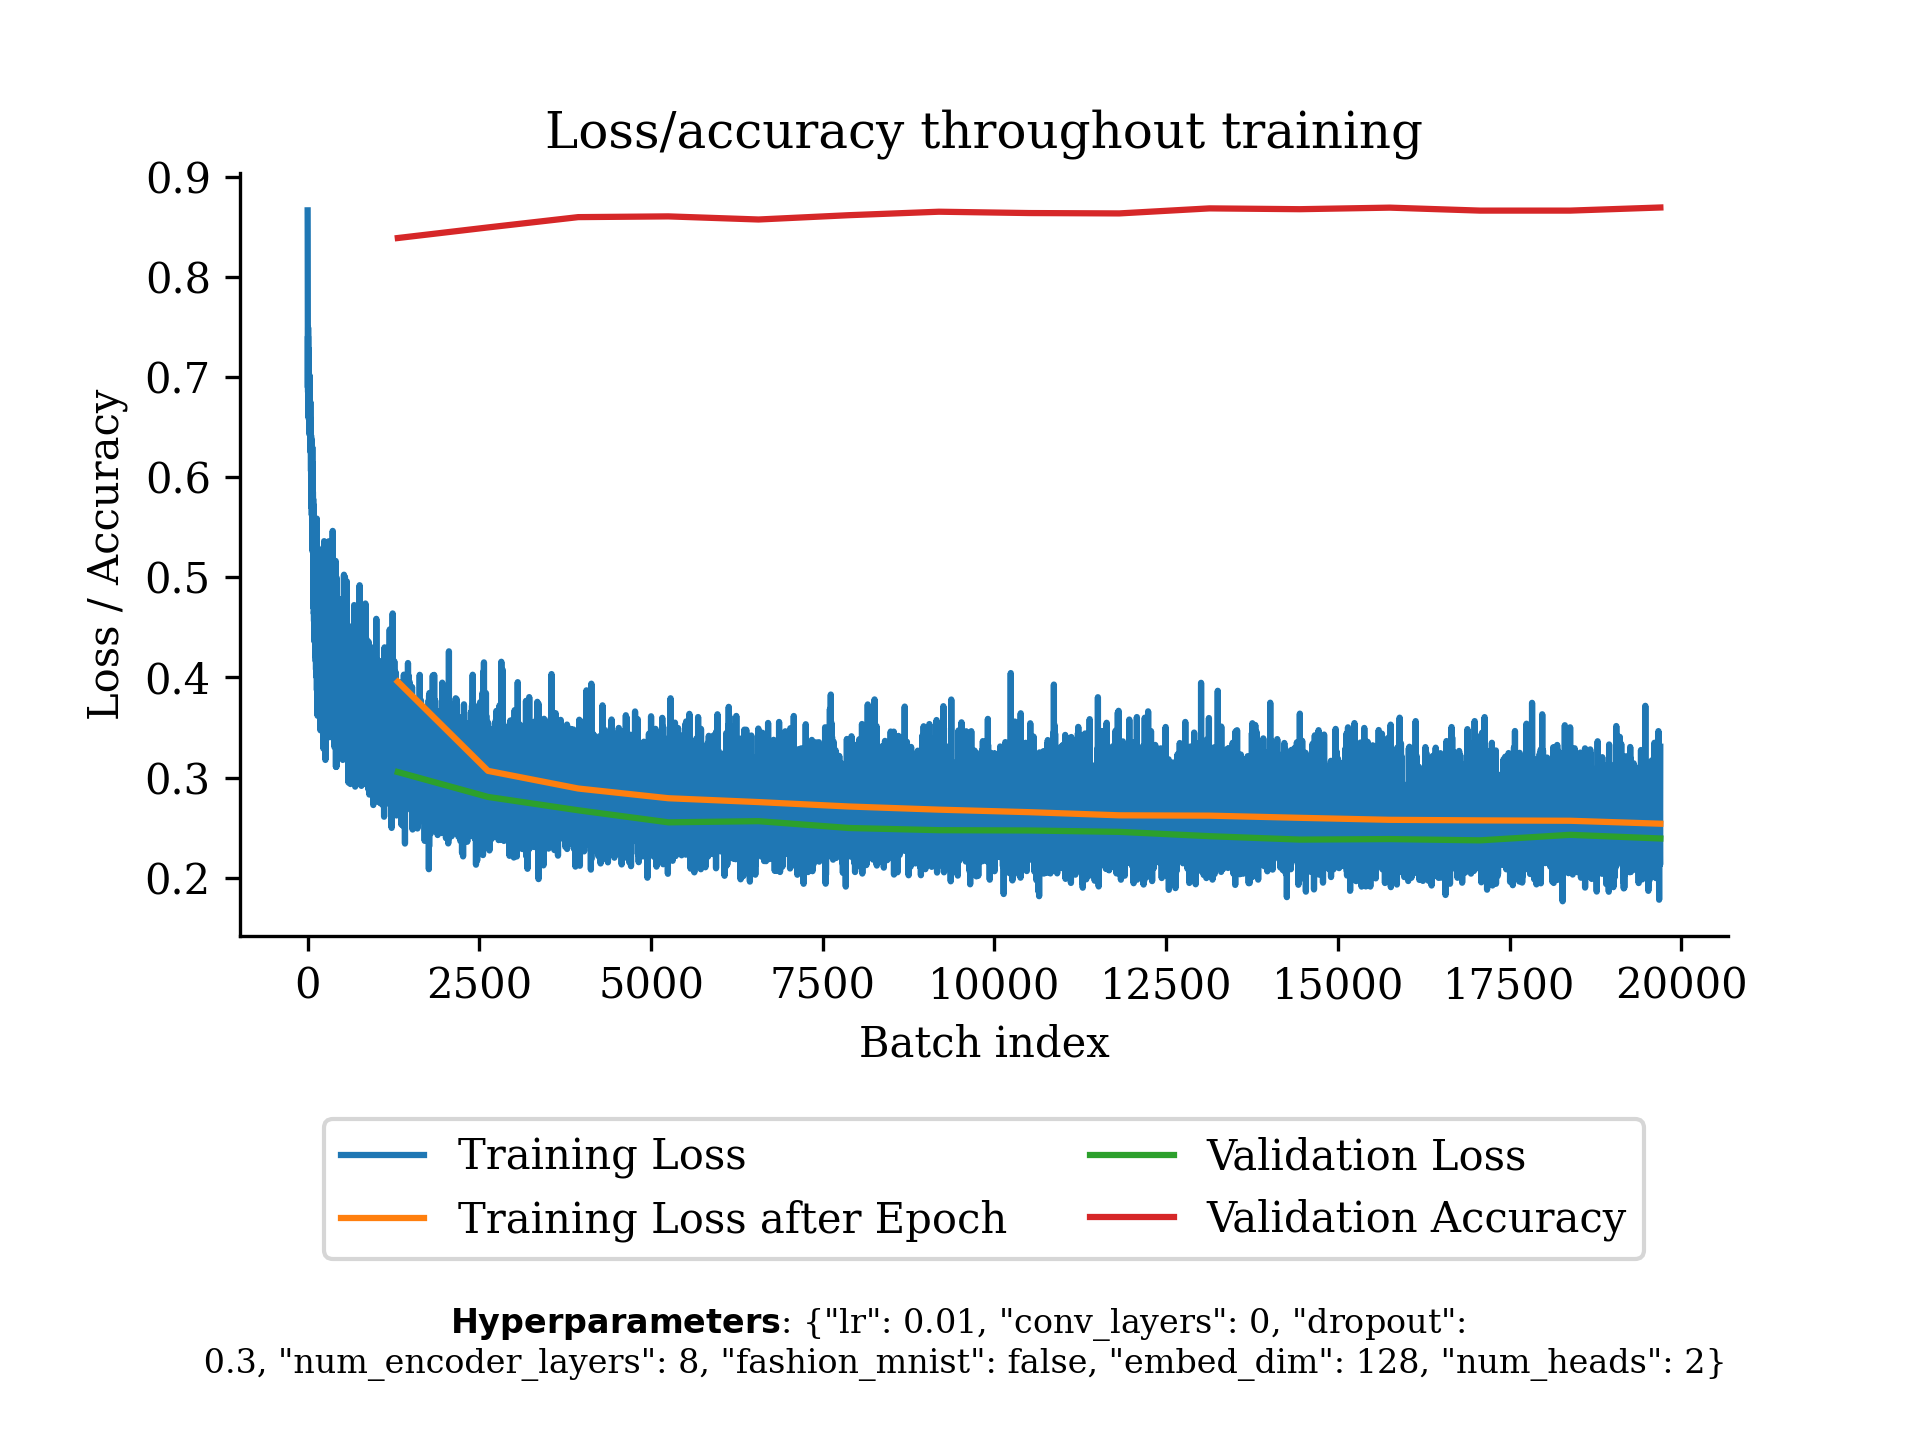 Loss/accuracy throughout training
0.9
0.8
0.7
0.6
0.5
0.4
0.3
0.2
Loss / Accuracy
0 2500 5000 7500 10000 12500 15000 17500 20000
Batch index
Training Loss Validation Loss
Training Loss after Epoch Validation Accuracy
Hyperparameters: {"lr": 0.01, "conv_layers": 0, "dropout":
0.3, "num_encoder_layers": 8, "fashion_mnist": false, "embed_dim": 128, "num_heads": 2}